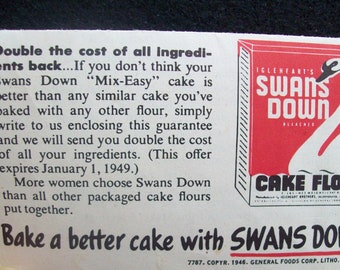 Double the cost of all ingredi-
ents back...If you don't think your
Swans Down "Mix-Easy" cake is
better than any similar cake you've
baked with any other flour, simply
write to us enclosing this guarantee
and we will send you double the cost
of all your ingredients. (This offer
expires January 1, 1949.)
More women choose Swans Down
than all other packaged cake flours
put together.
IGLEHEART'S
SWANS
DOWN
CAKE FLO
Bake a better cake with SWANS DO
7787. COPYR. 1946. GENERAL FOODS CORP. LITHO.